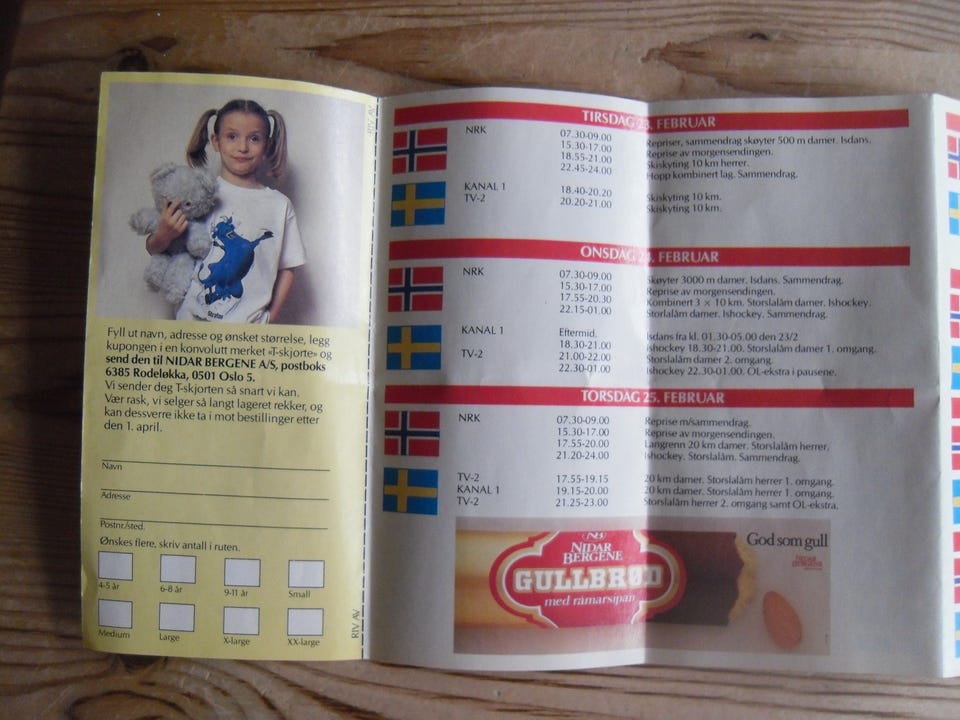 Fyll ut navn, adresse og ønsket størrelse, legg
kupongen i en konvolutt merket «T-skjorte» og
send den til NIDAR BERGENE A/S, postboks
6385 Rodeløkka, 0501 Oslo 5.
Vi sender deg T-skjorten så snart vi kan.
Vær rask, vi selger så langt lageret rekker, og
kan dessverre ikke ta i mot bestillinger etter
den 1. april.
Navn
Adresse
Postnr./sted.
Ønskes flere, skriv antall i ruten.
4-5 år 6-8 år 9-11 år Small
Medium Large X-large XX-large
RIV AV
RIV AV
TIRSDAG 23. FEBRUAR
NRK 07.30-09.00 Repriser, sammendrag skøyter 500 m damer. Isdans.
15.30-17.00 Reprise av morgensendingen.
18.55-21.00 Skiskyting 10 km herrer.
22.45-24.00 Hopp kombinert lag. Sammendrag.
KANAL 1 18.40-20.20 Skiskyting 10 km.
TV-2 20.20-21.00 Skiskyting 10 km.
ONSDAG 24. FEBRUAR
NRK 07.30-09.00 Skøyter 3000 m damer. Isdans. Sammendrag.
15.30-17.00 Reprise av morgensendingen.
17.55-20.30 Kombinert 3 × 10 km. Storslalåm damer. Ishockey.
22.15-01.00 Storlalåm damer. Ishockey. Sammendrag.
KANAL 1 Eftermid. Isdans fra kl. 01.30-05.00 den 23/2
18.30-21.00 Ishockey 18.30-21.00. Storslalåm damer 1. omgang.
TV-2 21.00-22.00 Storslalåm damer 2. omgang.
22.30-01.00 Ishockey 22.30-01.00. OL-ekstra i pausene.
TORSDAG 25. FEBRUAR
NRK 07.30-09.00 Reprise m/sammendrag.
15.30-17.00 Reprise av morgensendingen.
17.55-20.00 Langrenn 20 km damer. Storslalåm herrer.
21.20-24.00 Ishockey. Storslalåm. Sammendrag.
TV-2 17.55-19.15 20 km damer. Storslalåm herrer 1. omgang.
KANAL 1 19.15-20.00 20 km damer. Storslalåm herrer 1. omgang.
TV-2 21.25-23.00 Storslalåm herrer 2. omgang samt OL-ekstra.
NB
NIDAR
BERGENE
GULLBRØD
med råmarsipan
God som gull
NIDAR
BERGENE